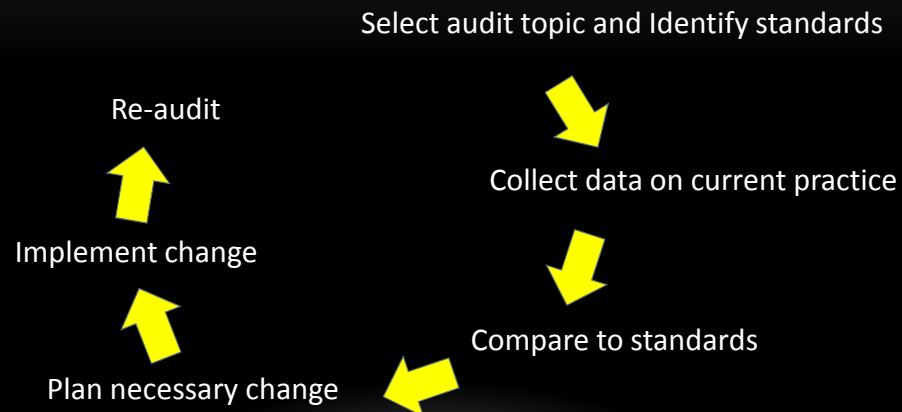 Select audit topic and Identify standards
Collect data on current practice
Compare to standards
Plan necessary change
Implement change
Re-audit